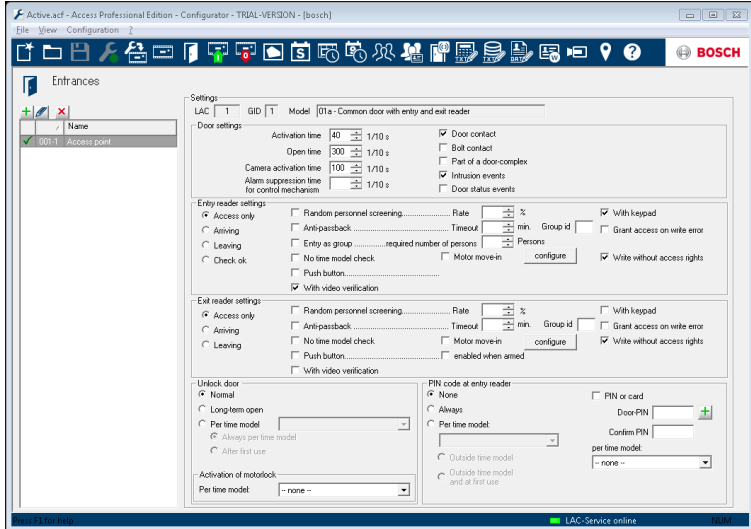 Active.acf - Access Professional Edition - Configurator - TRIAL-VERSION - [bosch]
File View Configuration ?
BOSCH
Entrances
Name
001-1 Access point
Settings
LAC 1 GID 1 Model 01a - Common door with entry and exit reader
Door settings
Activation time 40 1/10 s
Open time 300 1/10 s
Camera activation time 100 1/10 s
Alarm suppression time
for control mechanism 1/10 s
Door contact
Bolt contact
Part of a door-complex
Intrusion events
Door status events
Entry reader settings
Access only
Arriving
Leaving
Check ok
Random personnel screening.................... Rate %
Anti-passback ........................................ Timeout min. Group id
Entry as group .............required number of persons Persons
No time model check Motor move-in configure
Push button.......................................
With video verification
With keypad
Grant access on write error
Write without access rights
Exit reader settings
Access only
Arriving
Leaving
Random personnel screening.................... Rate %
Anti-passback ........................................ Timeout min. Group id
No time model check Motor move-in configure
Push button....................................... enabled when armed
With video verification
With keypad
Grant access on write error
Write without access rights
Unlock door
Normal
Long-term open
Per time model
Always per time model
After first use
Activation of motorlock
Per time model: -- none --
PIN code at entry reader
None
Always
Per time model:
Outside time model
Outside time model
and at first use
PIN or card
Door-PIN
Confirm PIN
per time model:
-- none --
Press F1 for help LAC-Service online NUM